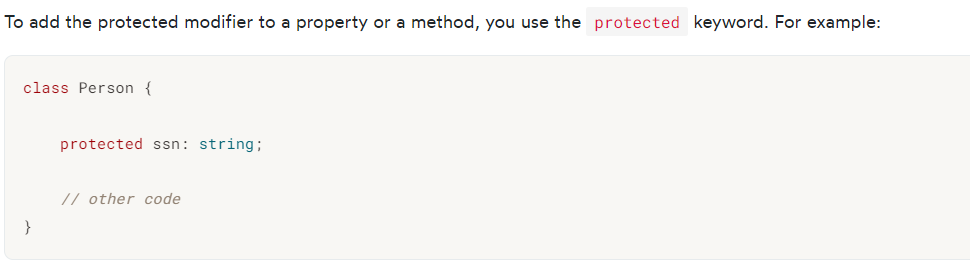 To add the protected modifier to a property or a method, you use the protected keyword. For example:
class Person {
protected ssn: string;
// other code
}